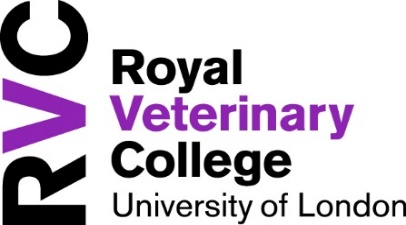 RVC
Royal
Veterinary
College
University of London